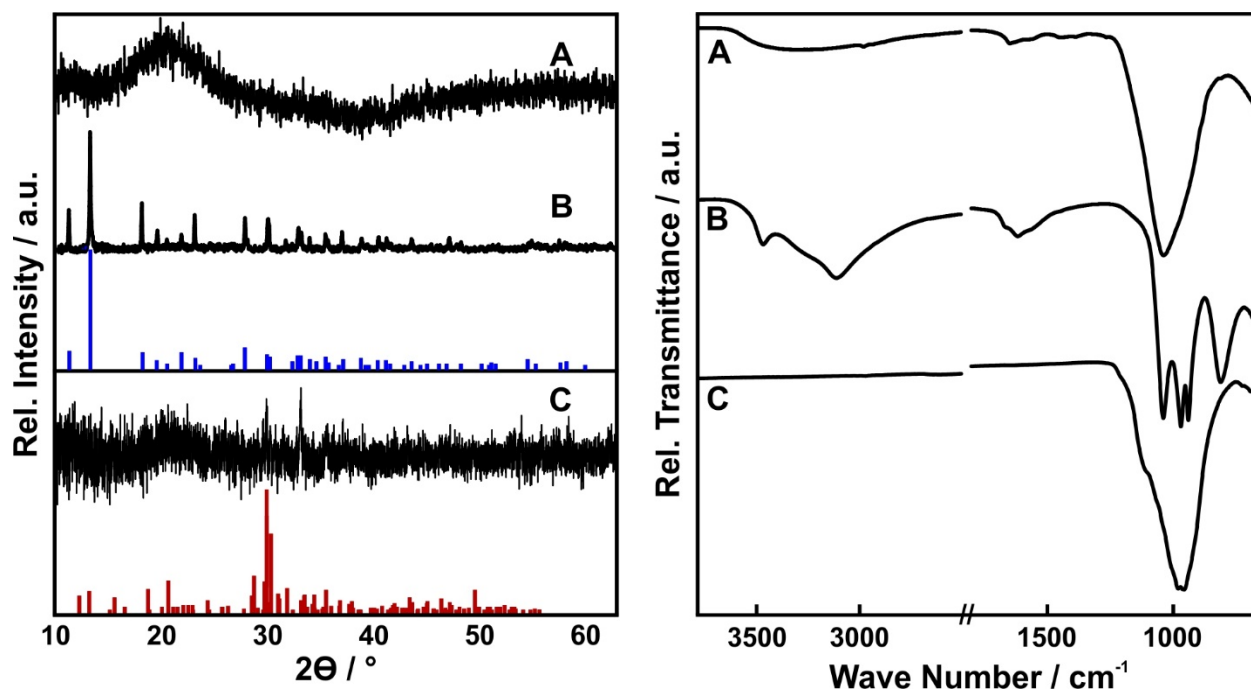 A
B
C
Rel. Intensity / a.u.
10 20 30 40 50 60
2Θ / °
A
B
C
Rel. Transmittance / a.u.
3500 3000 // 1500 1000
Wave Number / cm⁻¹